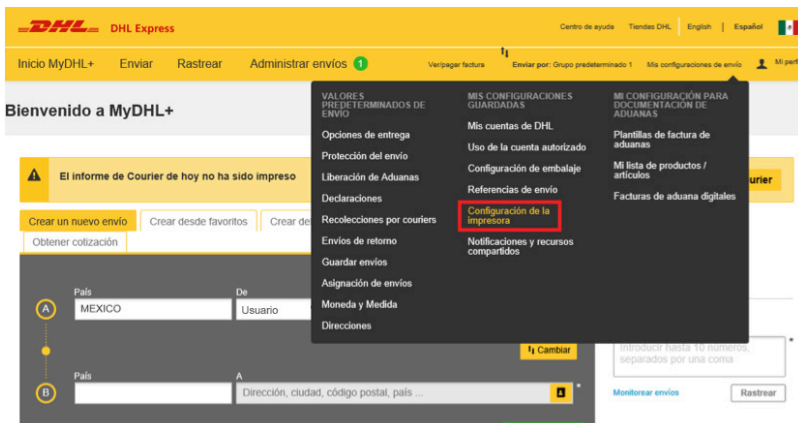 DHL DHL Express
Centro de ayuda Tiendas DHL English | Español
Inicio MyDHL+ Enviar Rastrear Administrar envíos 1 Ver/pagar factura Enviar por: Grupo predeterminado 1 Mis configuraciones de envío Mi perf
Bienvenido a MyDHL+
VALORES
PREDETERMINADOS DE
ENVÍO
Opciones de entrega
Protección del envío
Liberación de Aduanas
Declaraciones
Recolecciones por couriers
Envíos de retorno
Guardar envíos
Asignación de envíos
Moneda y Medida
Direcciones
MIS CONFIGURACIONES
GUARDADAS
Mis cuentas de DHL
Uso de la cuenta autorizado
Configuración de embalaje
Referencias de envío
Configuración de la
impresora
Notificaciones y recursos
compartidos
MI CONFIGURACIÓN PARA
DOCUMENTACIÓN DE
ADUANAS
Plantillas de factura de
aduanas
Mi lista de productos /
artículos
Facturas de aduana digitales
El informe de Courier de hoy no ha sido impreso
urier
Crear un nuevo envío Crear desde favoritos Crear de
Obtener cotización
País De
A MEXICO Usuario
Cambiar
País A
B Dirección, ciudad, código postal, país ... *
Introducir hasta 10 números, *
separados por una coma
Monitorear envíos Rastrear